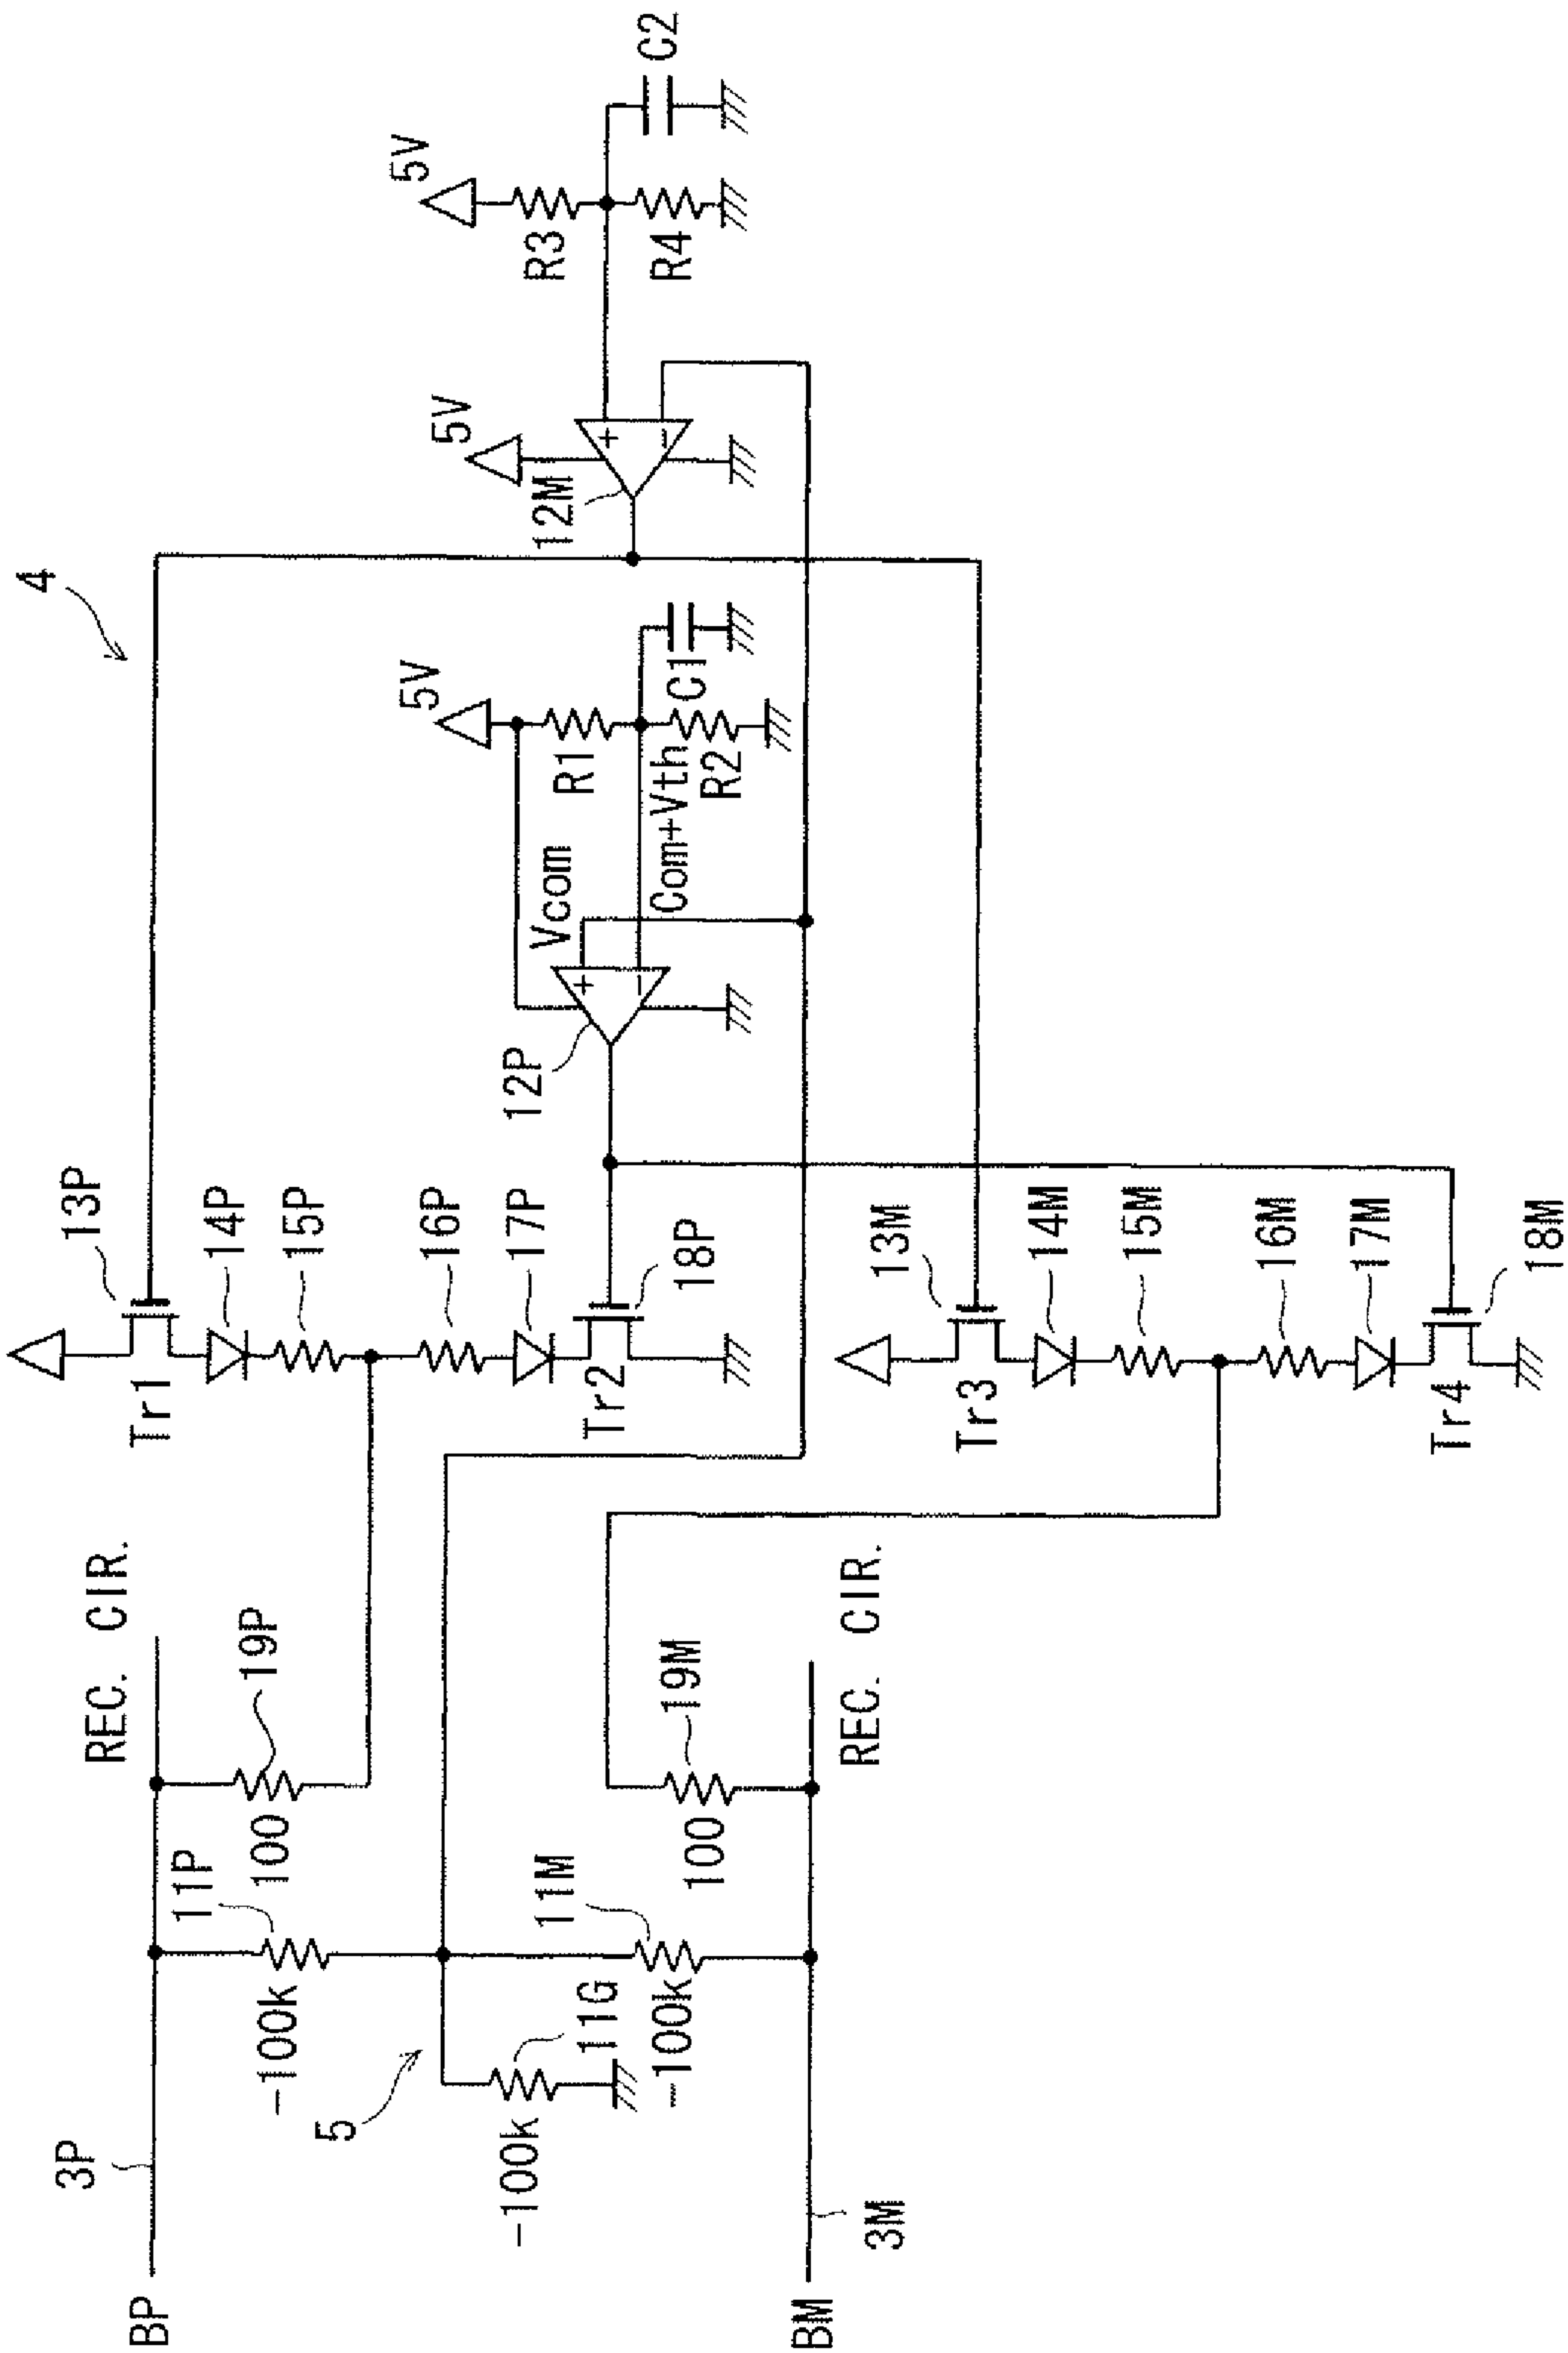 4
13P
Tr1
14P
15P
16P
17P
Tr2
18P
12P
Vcom
Com+Vth
5V
R1
R2
C1
12M
5V
5V
R3
R4
C2
REC. CIR.
19P
100
11P
-100k
5
11G
-100k
11M
-100k
19M
100
REC. CIR.
3P
BP
3M
BM
13M
Tr3
14M
15M
16M
17M
Tr4
18M